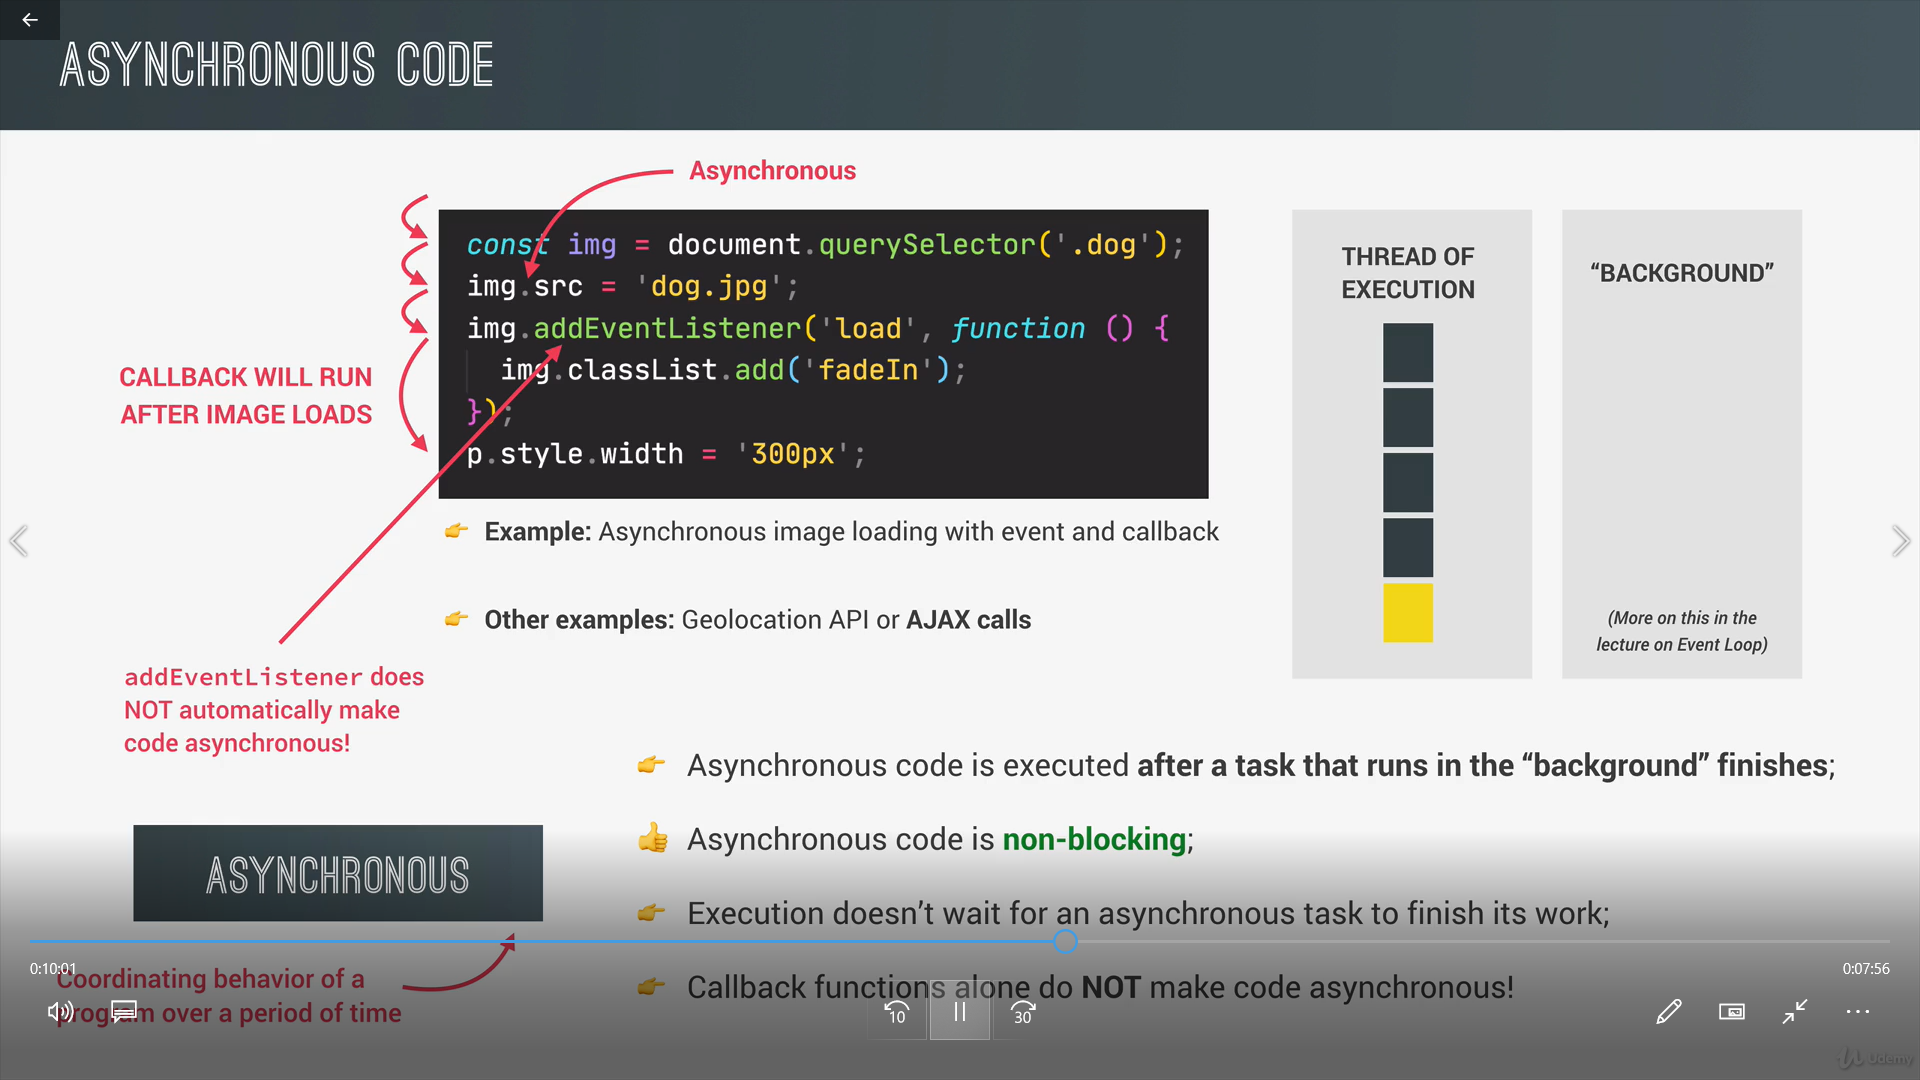 ASYNCHRONOUS CODE
Asynchronous
const img = document.querySelector('.dog');
img.src = 'dog.jpg';
img.addEventListener('load', function () {
img.classList.add('fadeIn');
});
p.style.width = '300px';
CALLBACK WILL RUN
AFTER IMAGE LOADS
THREAD OF
EXECUTION
“BACKGROUND”
(More on this in the
lecture on Event Loop)
👉 Example: Asynchronous image loading with event and callback
👉 Other examples: Geolocation API or AJAX calls
addEventListener does
NOT automatically make
code asynchronous!
👉 Asynchronous code is executed after a task that runs in the “background” finishes;
👍 Asynchronous code is non-blocking;
👉 Execution doesn’t wait for an asynchronous task to finish its work;
👉 Callback functions alone do NOT make code asynchronous!
ASYNCHRONOUS
Coordinating behavior of a
program over a period of time
0:10:01
0:07:56
10
30
Udemy